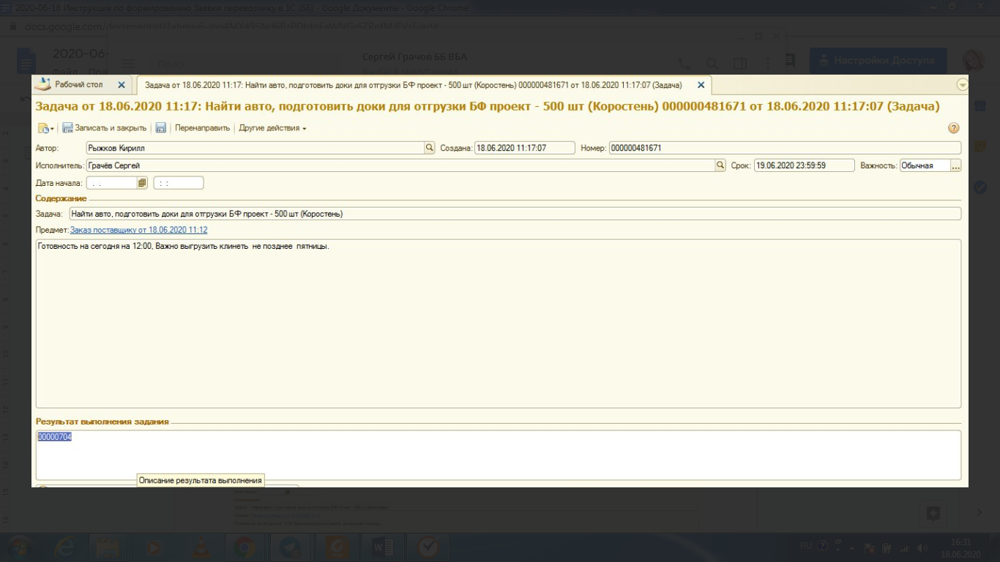 2020-06-18 Инструкция по формированию Заявки перевозчику в 1С (ББ) - Google Документы - Google Chrome
2020-06-
Поиск
Сергей Грачов ББ ВБА
Настройки Доступа
Рабочий стол
Задача от 18.06.2020 11:17: Найти авто, подготовить доки для отгрузки БФ проект - 500 шт (Коростень) 000000481671 от 18.06.2020 11:17:07 (Задача)
Задача от 18.06.2020 11:17: Найти авто, подготовить доки для отгрузки БФ проект - 500 шт (Коростень) 000000481671 от 18.06.2020 11:17:07 (Задача)
Записать и закрыть Перенаправить Другие действия
Автор: Рыжков Кирилл Создана: 18.06.2020 11:17:07 Номер: 000000481671
Исполнитель: Грачёв Сергей Срок: 19.06.2020 23:59:59 Важность: Обычная ...
Дата начала: . . : :
Содержание
Задача: Найти авто, подготовить доки для отгрузки БФ проект - 500 шт (Коростень)
Предмет: Заказ поставщику от 18.06.2020 11:12
Готовность на сегодня на 12:00, Важно выгрузить клинеть не позднее пятницы.
Результат выполнения задания
00000704
Описание результата выполнения
RU
16:31
18.06.2020